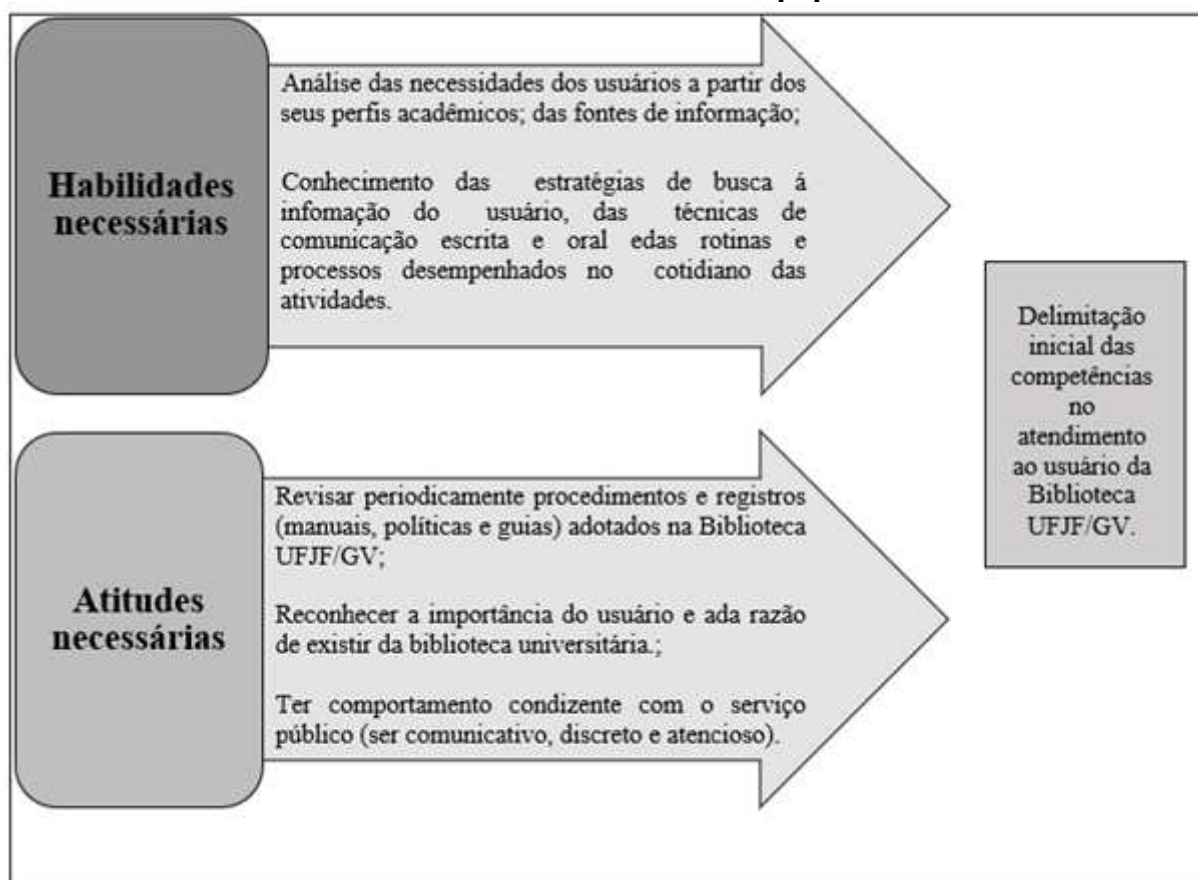 Habilidades
necessárias
Análise das necessidades dos usuários a partir dos
seus perfis acadêmicos; das fontes de informação;
Conhecimento das estratégias de busca á
infomação do usuário, das técnicas de
comunicação escrita e oral edas rotinas e
processos desempenhados no cotidiano das
atividades.
Atitudes
necessárias
Revisar periodicamente procedimentos e registros
(manuais, políticas e guias) adotados na Biblioteca
UFJF/GV;
Reconhecer a importância do usuário e ada razão
de existir da biblioteca universitária.;
Ter comportamento condizente com o serviço
público (ser comunicativo, discreto e atencioso).
Delimitação
inicial das
competências
no
atendimento
ao usuário da
Biblioteca
UFJF/GV.